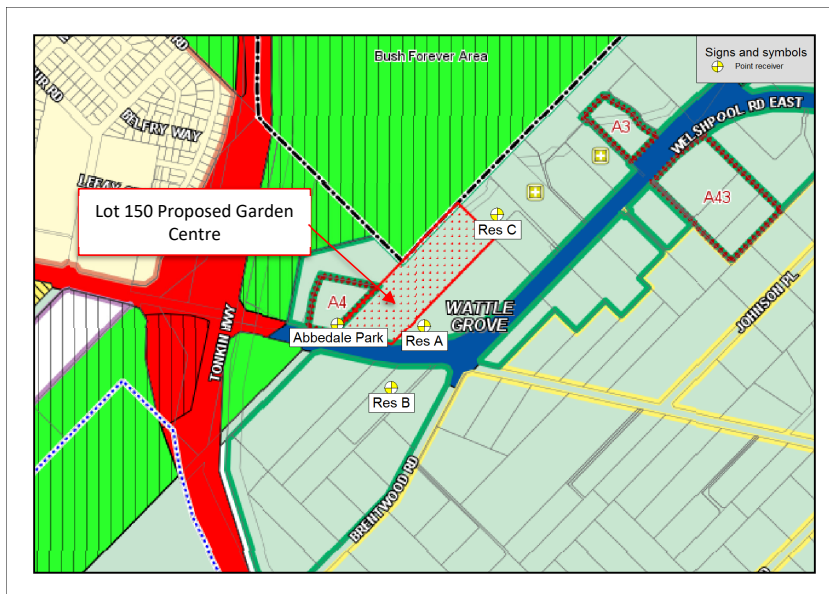 Bush Forever Area
Signs and symbols
Point receiver
BELFRY WAY
WELSHPOOL RD EAST
A3
A43
Lot 150 Proposed Garden
Centre
Res C
A4
WATTLE
GROVE
JOHNSON PL
TONKIN HWY
Abbedale Park
Res A
Res B
BRENTWOOD RD